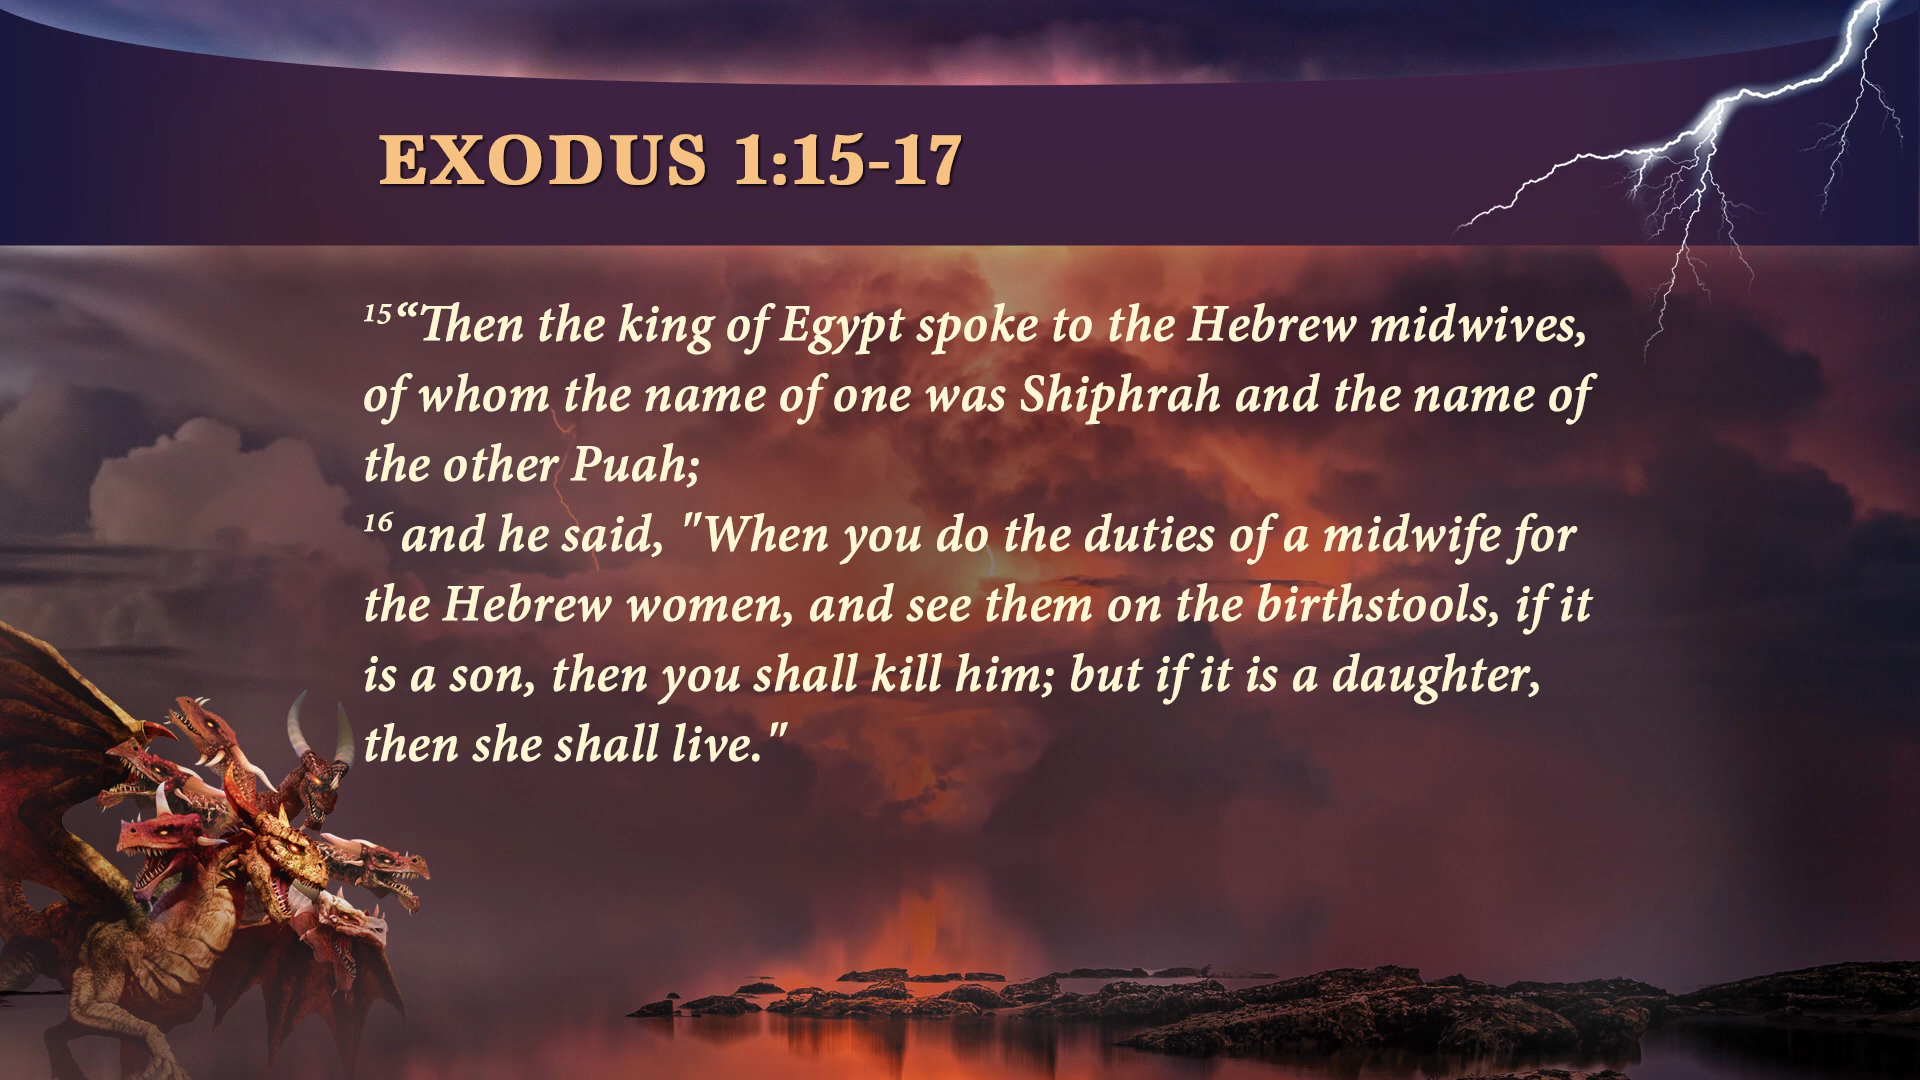 EXODUS 1:15-17
15“Then the king of Egypt spoke to the Hebrew midwives,
of whom the name of one was Shiphrah and the name of
the other Puah;
16 and he said, "When you do the duties of a midwife for
the Hebrew women, and see them on the birthstools, if it
is a son, then you shall kill him; but if it is a daughter,
then she shall live."